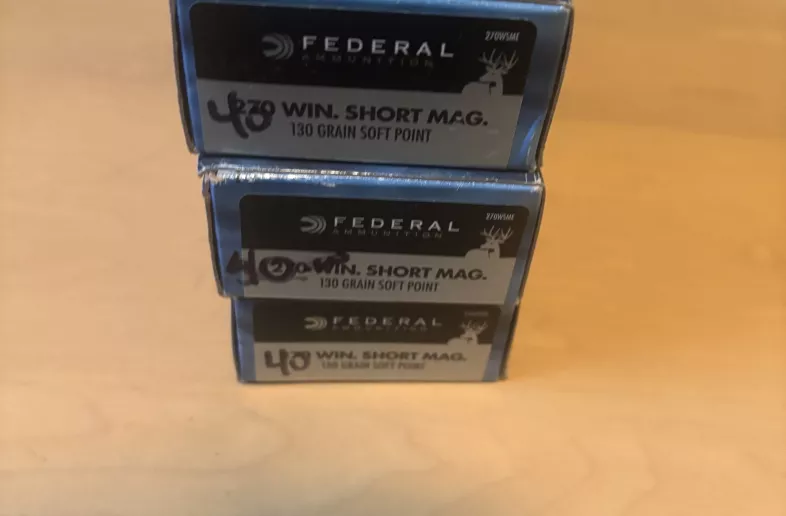 FEDERAL
AMMUNITION
270WSME
270 WIN. SHORT MAG.
40
130 GRAIN SOFT POINT
FEDERAL
AMMUNITION
270WSME
270 WIN. SHORT MAG.
40
130 GRAIN SOFT POINT
FEDERAL
AMMUNITION
WIN. SHORT MAG.
40
130 GRAIN SOFT POINT